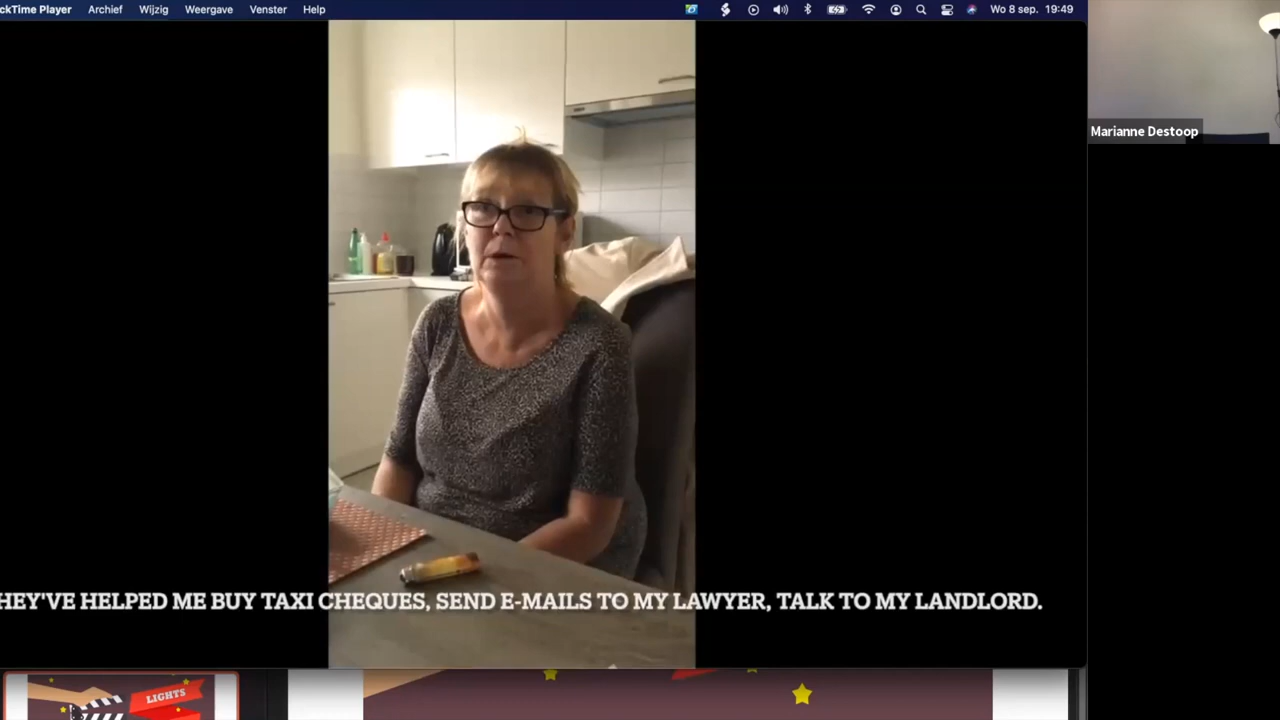 ckTime Player Archief Wijzig Weergave Venster Help Wo 8 sep. 19:49
Marianne Destoop
HEY'VE HELPED ME BUY TAXI CHEQUES, SEND E-MAILS TO MY LAWYER, TALK TO MY LANDLORD.
LIGHTS